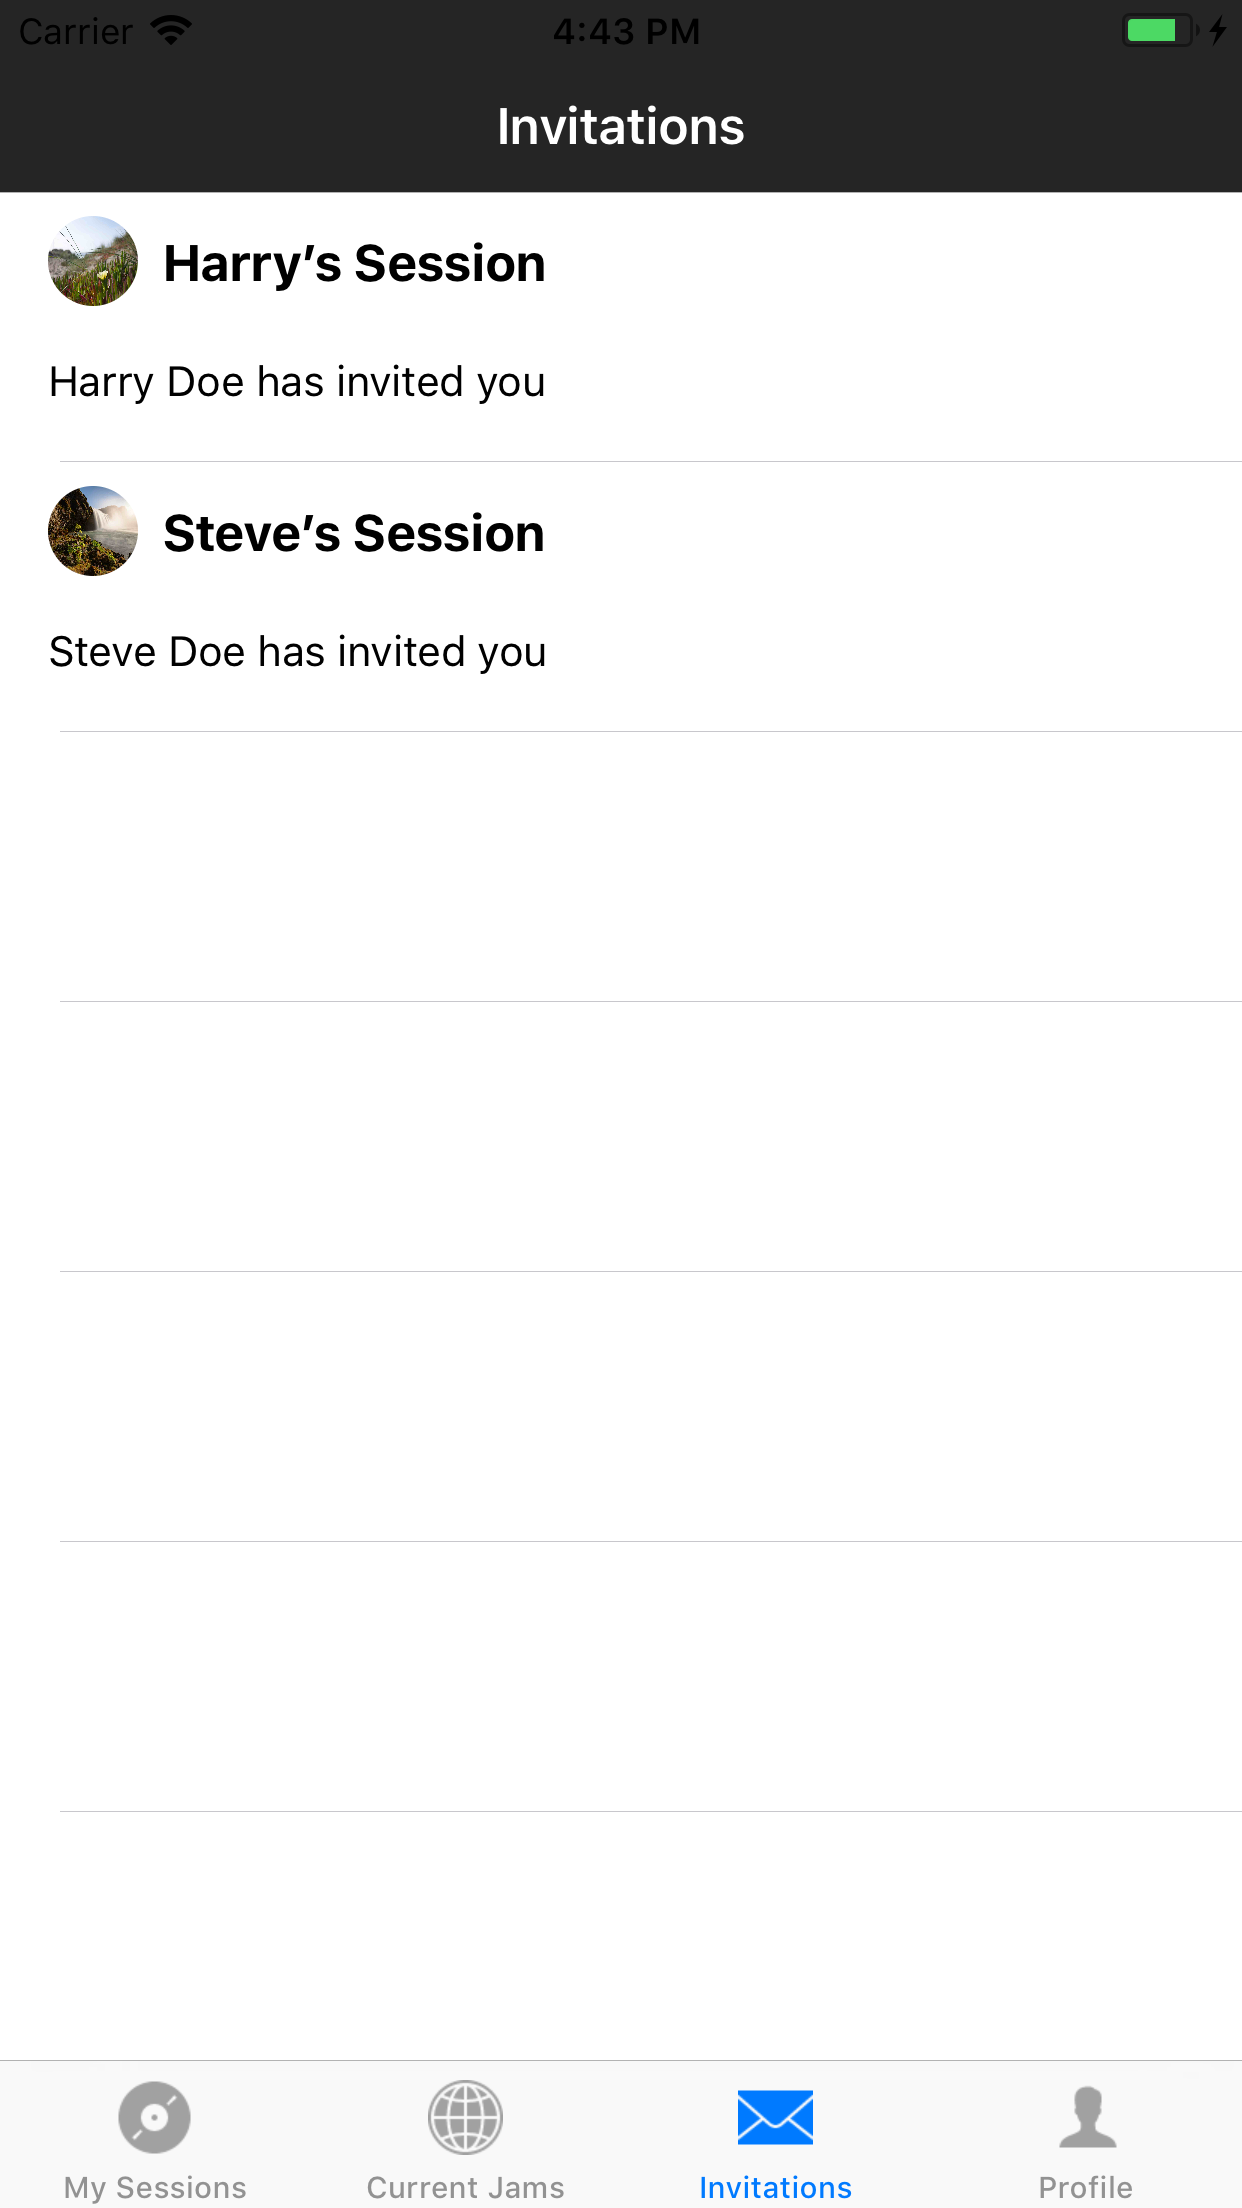 Carrier 4:43 PM
Invitations
Harry’s Session
Harry Doe has invited you
Steve’s Session
Steve Doe has invited you
My Sessions Current Jams Invitations Profile